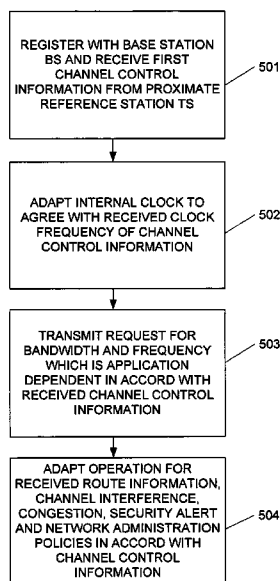 REGISTER WITH BASE STATION
BS AND RECEIVE FIRST
CHANNEL CONTROL
INFORMATION FROM PROXIMATE
REFERENCE STATION TS
501
ADAPT INTERNAL CLOCK TO
AGREE WITH RECEIVED CLOCK
FREQUENCY OF CHANNEL
CONTROL INFORMATION
502
TRANSMIT REQUEST FOR
BANDWIDTH AND FREQUENCY
WHICH IS APPLICATION
DEPENDENT IN ACCORD WITH
RECEIVED CHANNEL CONTROL
INFORMATION
503
ADAPT OPERATION FOR
RECEIVED ROUTE INFORMATION,
CHANNEL INTERFERENCE,
CONGESTION, SECURITY ALERT
AND NETWORK ADMINISTRATION
POLICIES IN ACCORD WITH
CHANNEL CONTROL
INFORMATION
504